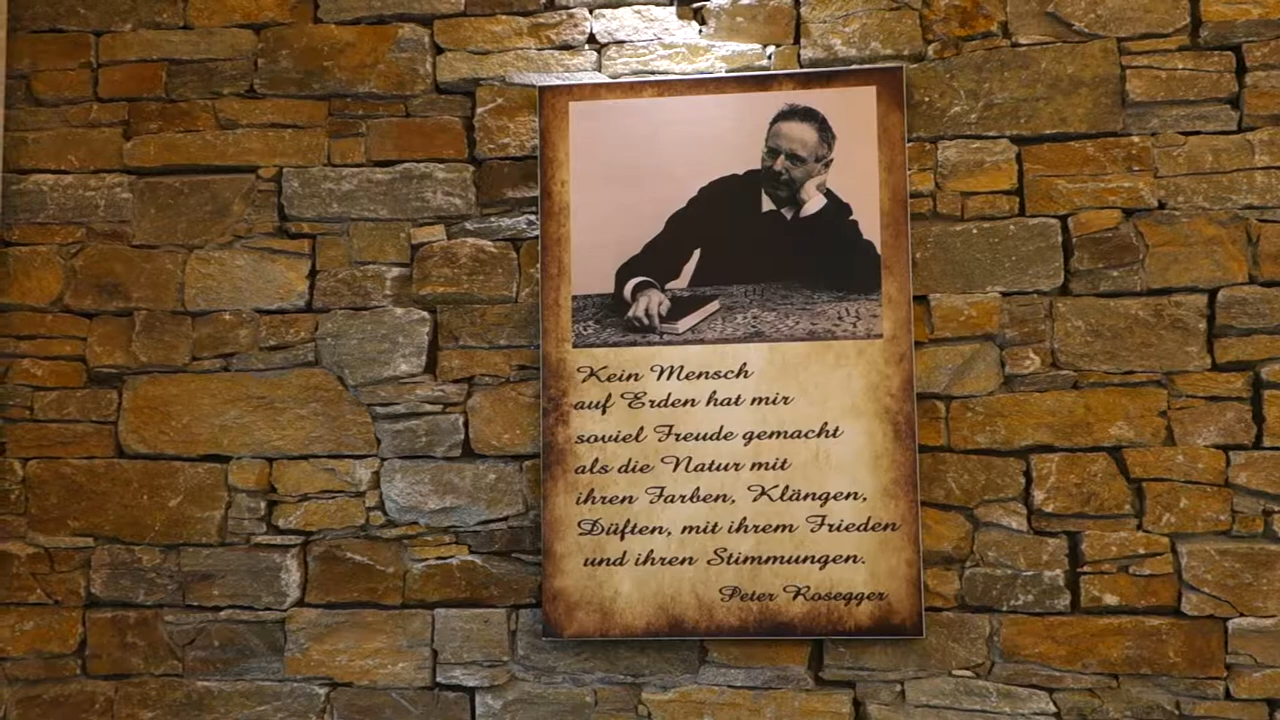 Kein Mensch
auf Erden hat mir
soviel Freude gemacht
als die Natur mit
ihren Farben, Klängen,
Düften, mit ihrem Frieden
und ihren Stimmungen.
Peter Rosegger